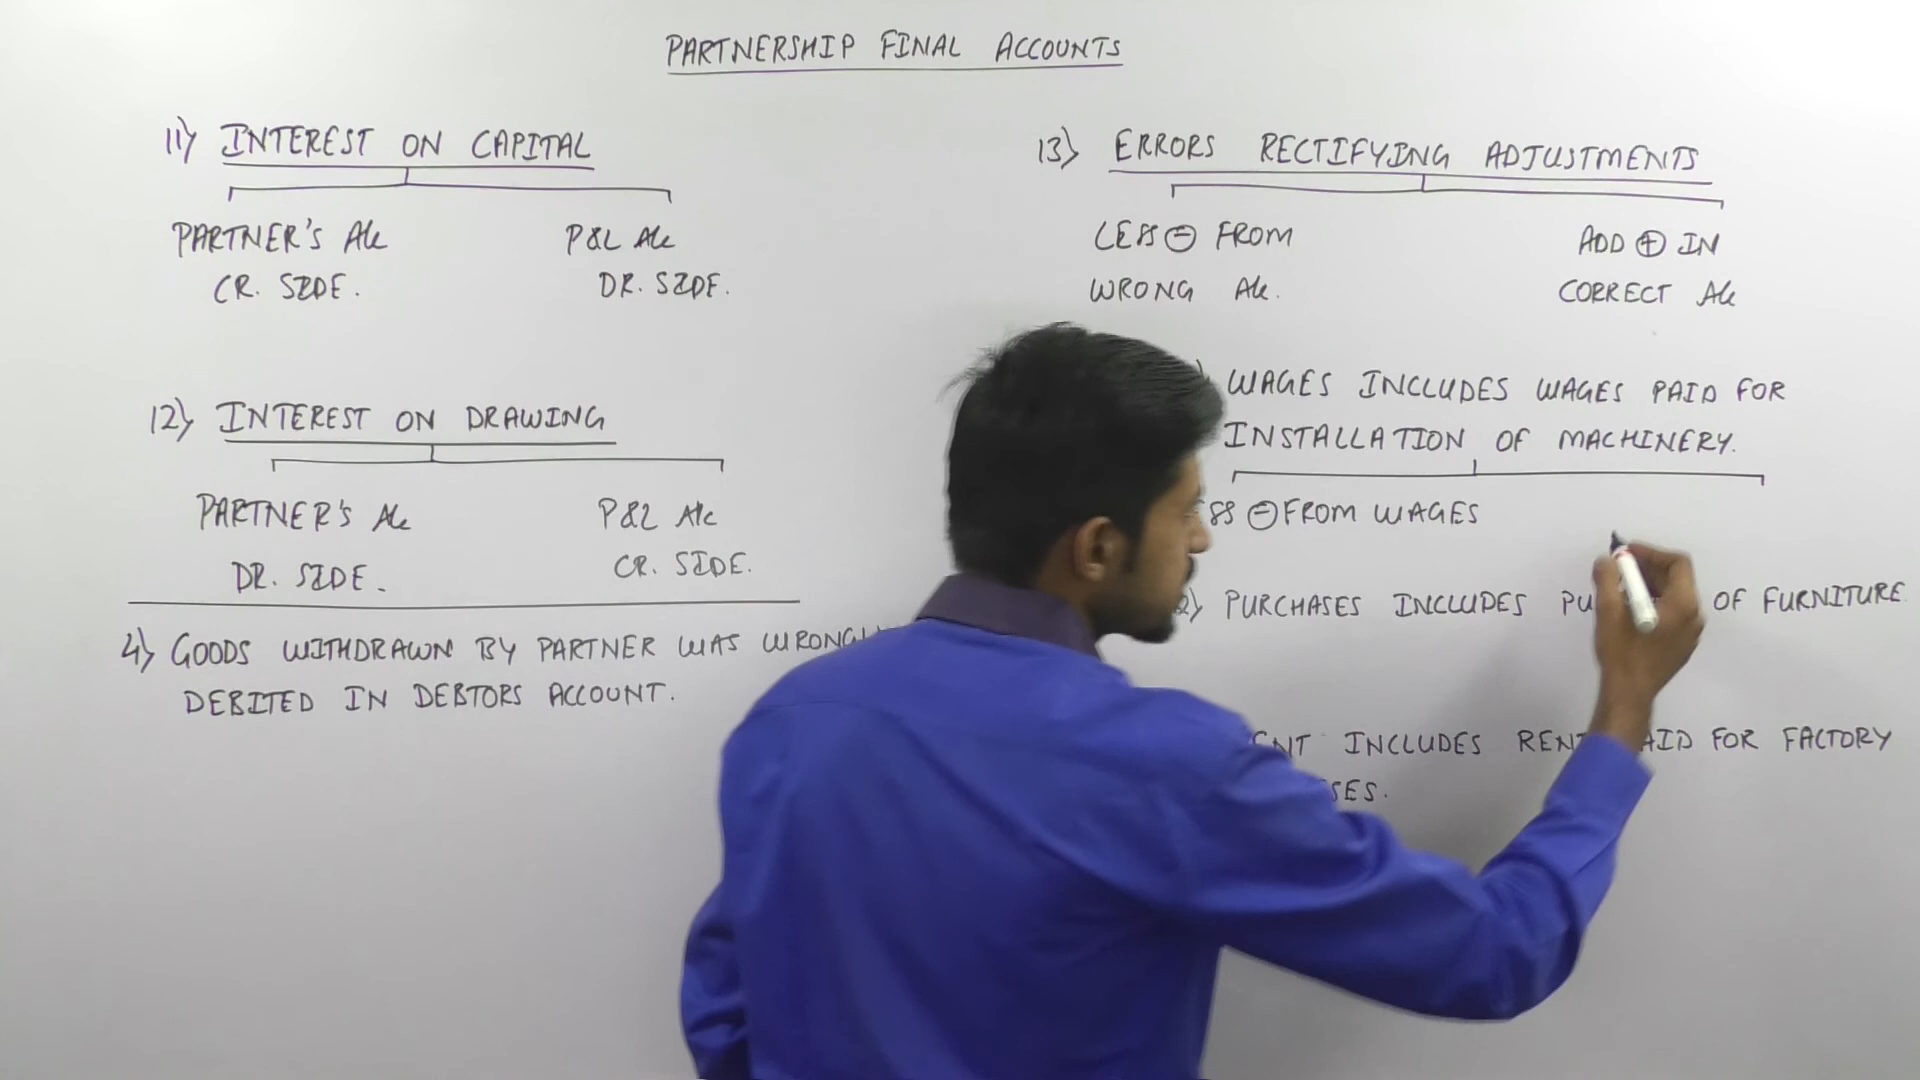 PARTNERSHIP FINAL ACCOUNTS
11) INTEREST ON CAPITAL
PARTNER'S A/c P&L A/c
CR. SIDE. DR. SIDE.
12) INTEREST ON DRAWING
PARTNER'S A/c P&L A/c
DR. SIDE. CR. SIDE.
4) GOODS WITHDRAWN BY PARTNER WAS
DEBITED IN DEBTORS ACCOUNT.
13) ERRORS RECTIFYING ADJUSTMENTS
LESS ⊖ FROM ADD ⊕ IN
WRONG A/c. CORRECT A/c
WAGES INCLUDES WAGES PAID FOR
INSTALLATION OF MACHINERY.
⊖ FROM WAGES
2) PURCHASES INCLUDES OF FURNITURE
INCLUDES FOR FACTORY